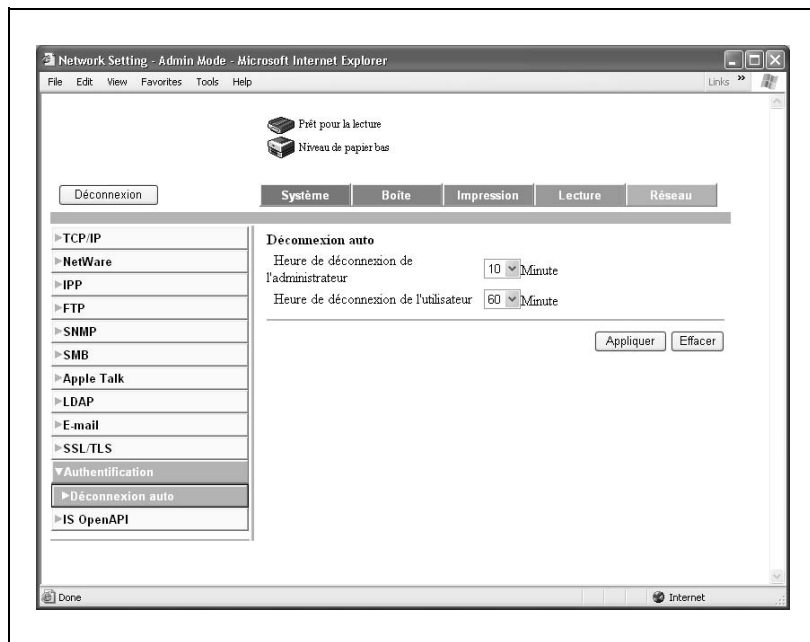 Network Setting - Admin Mode - Microsoft Internet Explorer
File Edit View Favorites Tools Help Links »
Prêt pour la lecture
Niveau de papier bas
Déconnexion
Système Boîte Impression Lecture Réseau
TCP/IP
NetWare
IPP
FTP
SNMP
SMB
Apple Talk
LDAP
E-mail
SSL/TLS
Authentification
Déconnexion auto
IS OpenAPI
Déconnexion auto
Heure de déconnexion de
l'administrateur 10 Minute
Heure de déconnexion de l'utilisateur 60 Minute
Appliquer Effacer
Done Internet